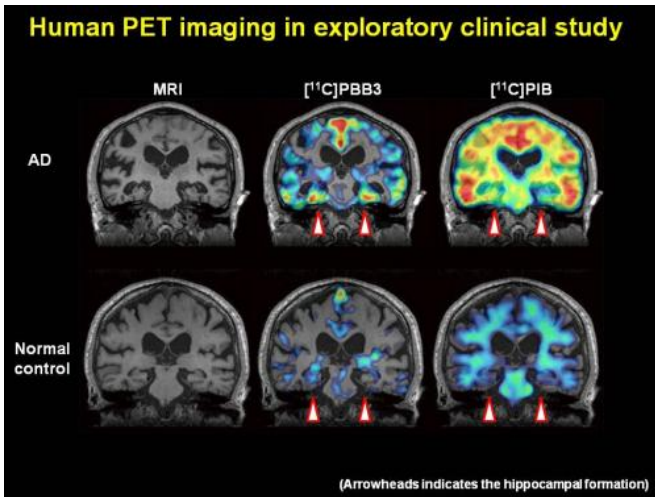 Human PET imaging in exploratory clinical study
MRI
[¹¹C]PBB3
[¹¹C]PIB
AD
Normal
control
(Arrowheads indicates the hippocampal formation)